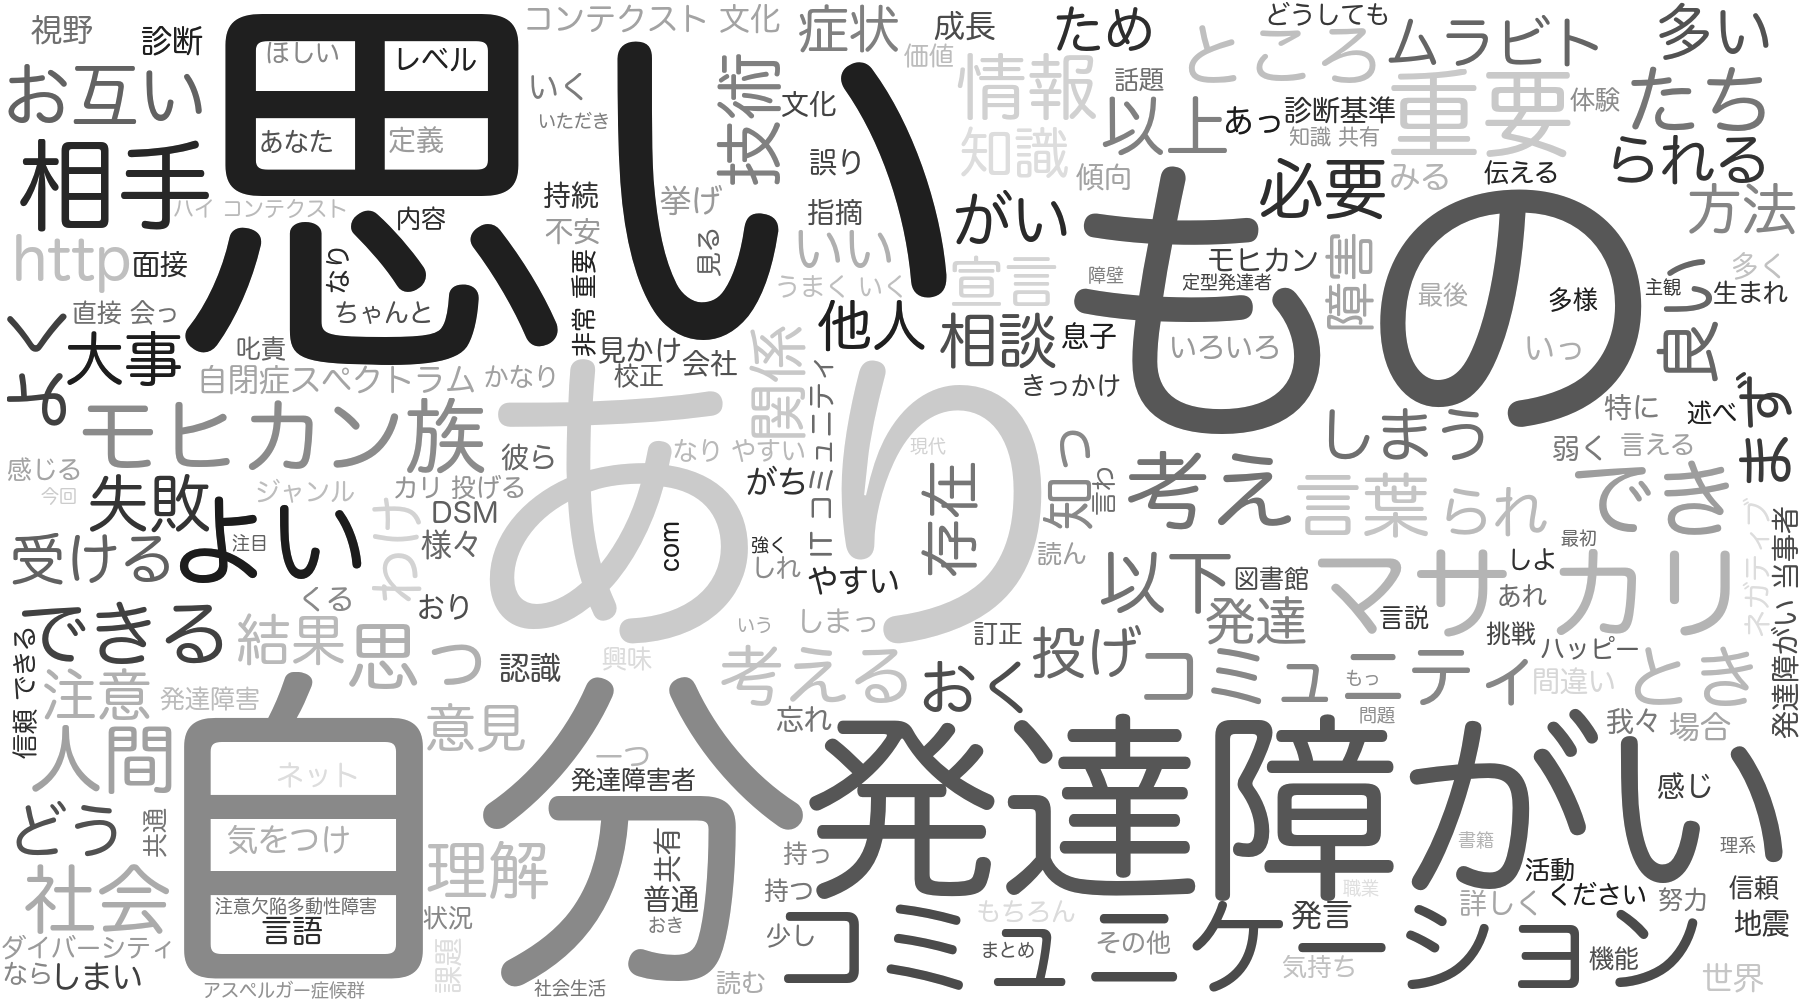 視野
診断
ほしい
レベル
コンテクスト 文化
症状
成長
価値
ため
どうしても
ところ
ムラビト
多い
お互い
思い
いく
いただき
技術
文化
情報
話題
以上
あっ
診断基準
知識 共有
重要
体験
たち
あなた
定義
相手
誤り
知識
傾向
必要
みる
伝える
られる
ハイ コンテクスト
内容
持続
不安
挙げ
見る
指摘
いい
がい
もの
方法
http
面接
なり
ちゃんと
非常 重要
うまく いく
宣言
障壁
モヒカン
定型発達者
障害
最後
多様
主観
多く
生まれ
直接 会っ
他人
相談
息子
いろいろ
いっ
良い
とく
大事
叱責
見かけ
会社
校正
関係
自閉症スペクトラム
かなり
きっかけ
特に
述べ
ます
モヒカン族
あり
IT コミュニティ
なり やすい
現代
知っ
言わ
しまう
弱く
言える
感じる
今回
彼ら
がち
存在
考え
言葉
られ
でき
失敗
ジャンル
カリ 投げる
DSM
よい
注目
わけ
様々
com
強く
しれ
読ん
最初
しよ
ネガティブ
受ける
やすい
以下
図書館
マサカリ
あれ
くる
おり
言説
できる
結果
思っ
認識
いう
しまっ
訂正
投げ
発達
挑戦
ハッピー
発達障がい 当事者
信頼 できる
興味
考える
おく
コミュニティ
もっ
問題
間違い
とき
注意
発達障害
意見
忘れ
我々
場合
人間
自分
一つ
発達障害者
発達障がい
ネット
感じ
どう
共通
気をつけ
理解
共有
持っ
書籍
理系
社会
注意欠陥多動性障害
言語
普通
おき
持つ
活動
職業
信頼
状況
もちろん
発言
詳しく
ください
努力
地震
ダイバーシティ
ならしまい
課題
少し
コミュニケーション
まとめ
その他
気持ち
機能
アスペルガー症候群
社会生活
読む
世界